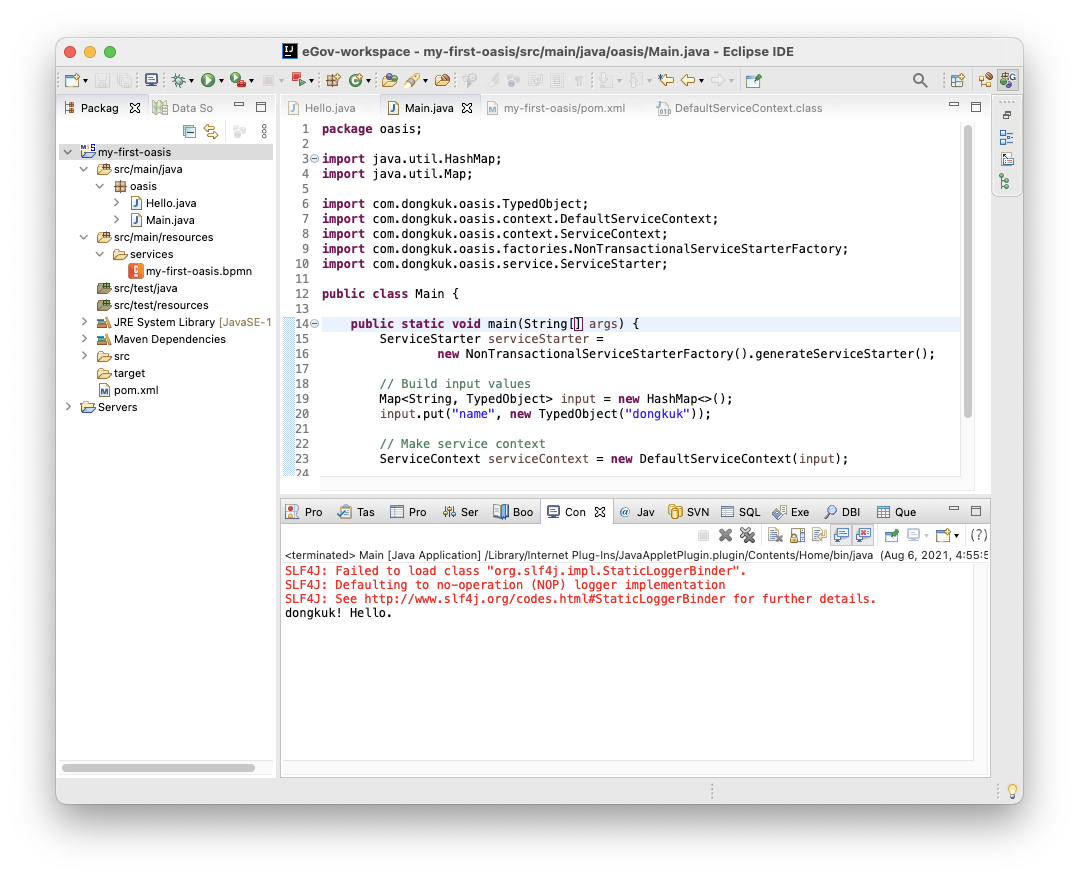 eGov-workspace - my-first-oasis/src/main/java/oasis/Main.java - Eclipse IDE
Packag
Data So
Hello.java
Main.java
my-first-oasis/pom.xml
DefaultServiceContext.class
my-first-oasis
src/main/java
oasis
Hello.java
Main.java
src/main/resources
services
my-first-oasis.bpmn
src/test/java
src/test/resources
JRE System Library [JavaSE-1
Maven Dependencies
src
target
pom.xml
Servers
1 package oasis;
2
3 import java.util.HashMap;
4 import java.util.Map;
5
6 import com.dongkuk.oasis.TypedObject;
7 import com.dongkuk.oasis.context.DefaultServiceContext;
8 import com.dongkuk.oasis.context.ServiceContext;
9 import com.dongkuk.oasis.factories.NonTransactionalServiceStarterFactory;
10 import com.dongkuk.oasis.service.ServiceStarter;
11
12 public class Main {
13
14     public static void main(String[] args) {
15         ServiceStarter serviceStarter =
16                 new NonTransactionalServiceStarterFactory().generateServiceStarter();
17
18         // Build input values
19         Map<String, TypedObject> input = new HashMap<>();
20         input.put("name", new TypedObject("dongkuk"));
21
22         // Make service context
23         ServiceContext serviceContext = new DefaultServiceContext(input);
24
Pro Tas Pro Ser Boo Con Jav SVN SQL Exe DBI Que
<terminated> Main [Java Application] /Library/Internet Plug-Ins/JavaAppletPlugin.plugin/Contents/Home/bin/java (Aug 6, 2021, 4:55:5
SLF4J: Failed to load class "org.slf4j.impl.StaticLoggerBinder".
SLF4J: Defaulting to no-operation (NOP) logger implementation
SLF4J: See http://www.slf4j.org/codes.html#StaticLoggerBinder for further details.
dongkuk! Hello.